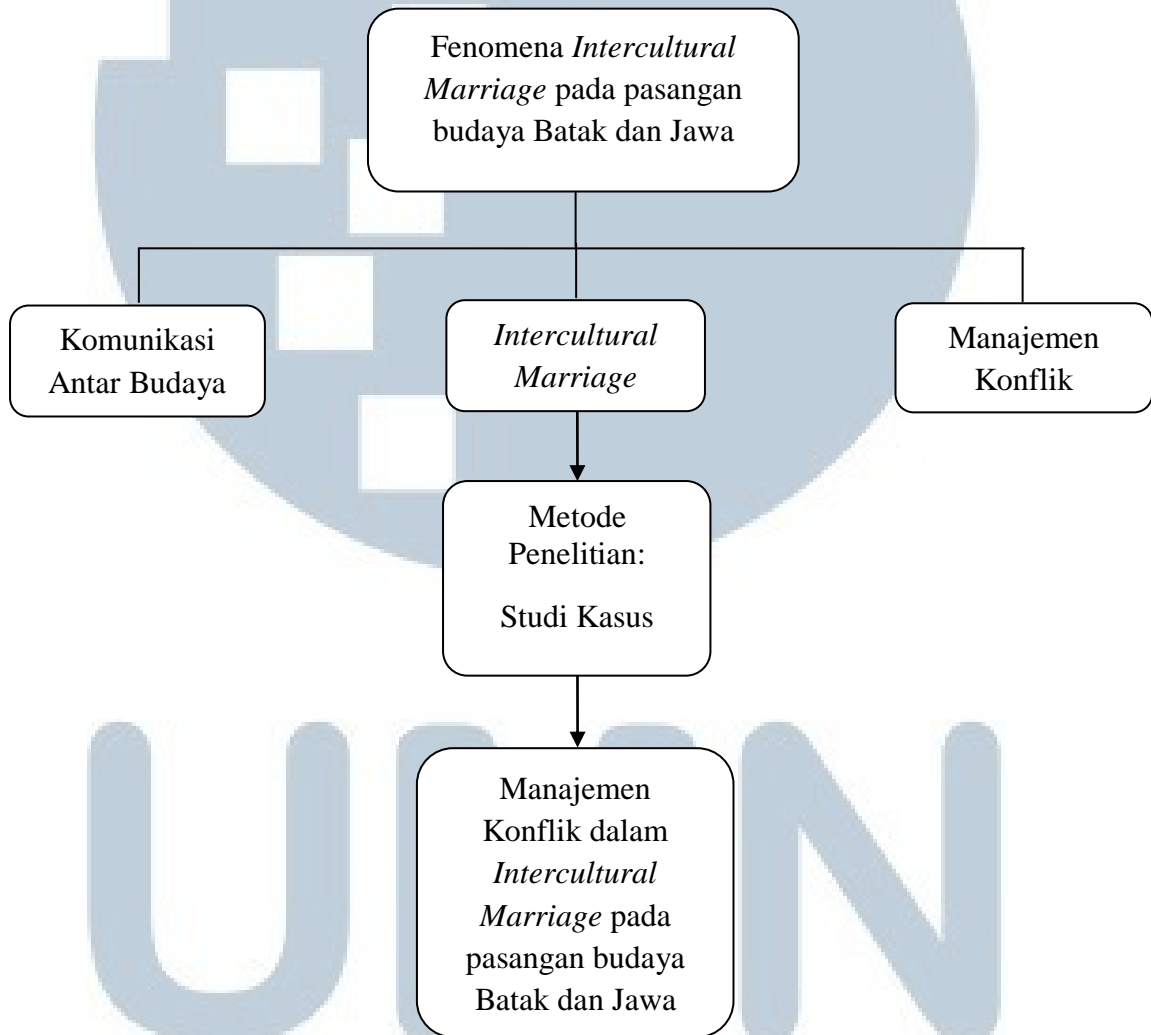 Fenomena Intercultural
Marriage pada pasangan
budaya Batak dan Jawa
Komunikasi
Antar Budaya
Intercultural
Marriage
Manajemen
Konflik
Metode
Penelitian:
Studi Kasus
Manajemen
Konflik dalam
Intercultural
Marriage pada
pasangan budaya
Batak dan Jawa